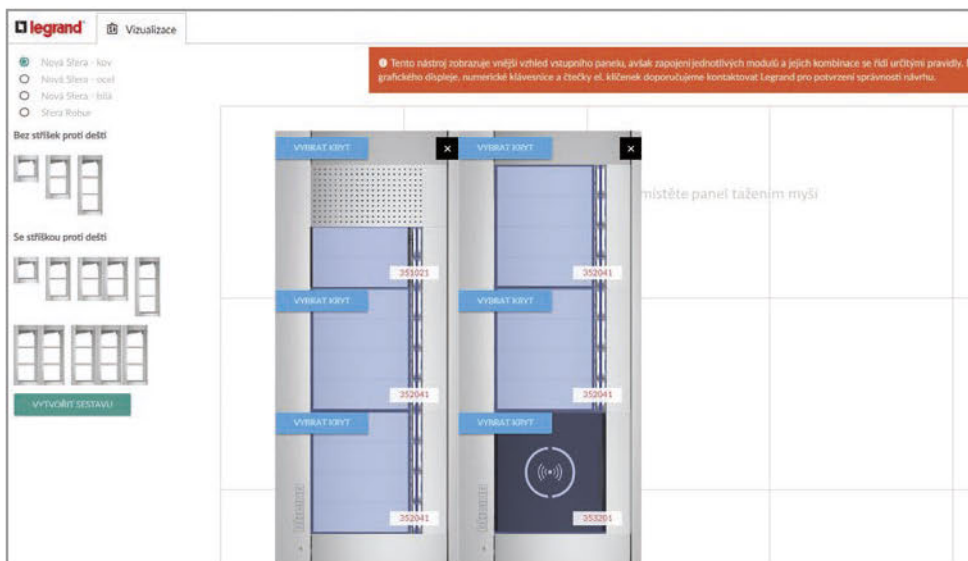 legrand
Vizualizace
Nová Sfera - kov
Nová Sfera - ocel
Nová Sfera - bílá
Sfera Robur
Bez stříšek proti dešti
Se stříškou proti dešti
VYTVOŘIT SESTAVU
Tento nástroj zobrazuje vnější vzhled vstupního panelu, avšak zapojení jednotlivých modulů a jejich kombinace se řídí určitými pravidly.
grafického displeje, numerické klávesnice a čtečky el. klíčenek doporučujeme kontaktovat Legrand pro potvrzení správnosti návrhu.
místěte panel tažením myší
VYBRAT KRYT
×
VYBRAT KRYT
×
351021
352041
VYBRAT KRYT
VYBRAT KRYT
352041
352041
VYBRAT KRYT
VYBRAT KRYT
352041
353201